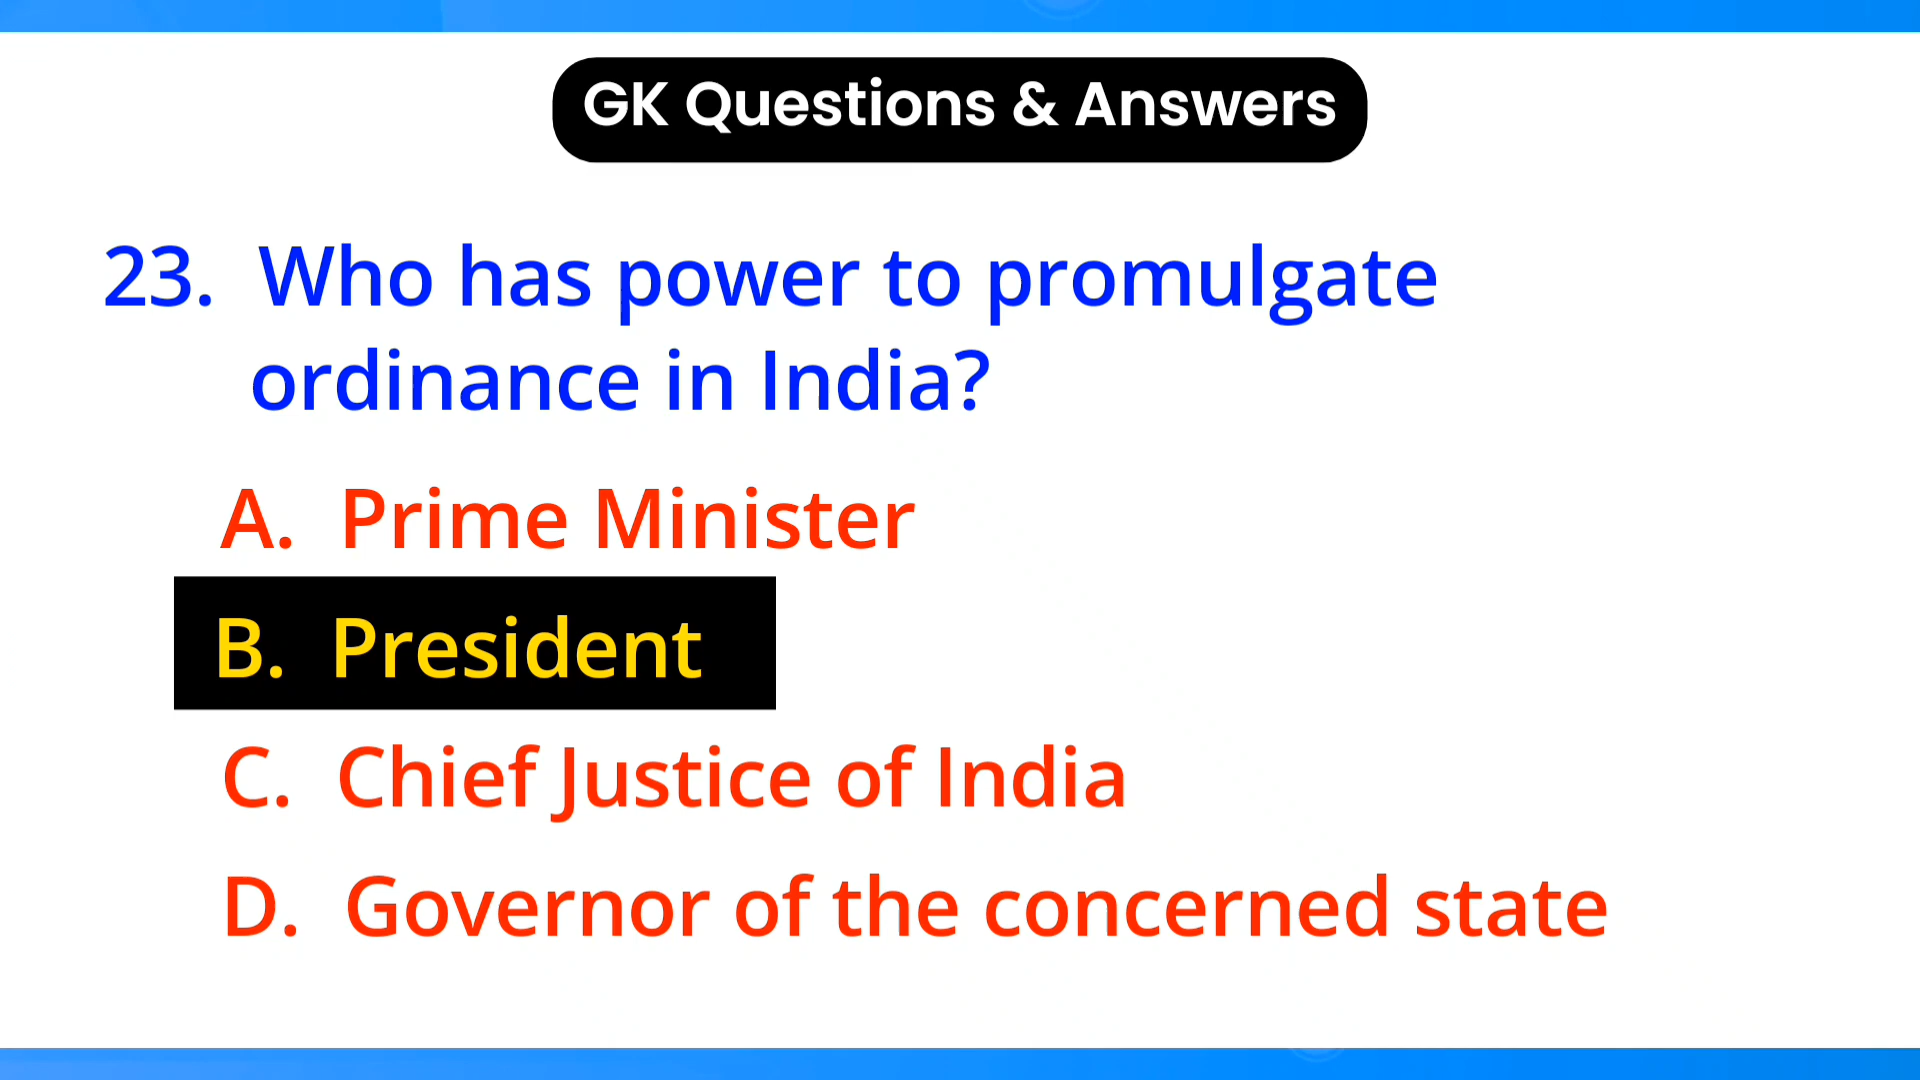 GK Questions & Answers
23. Who has power to promulgate
ordinance in India?
A. Prime Minister
B. President
C. Chief Justice of India
D. Governor of the concerned state